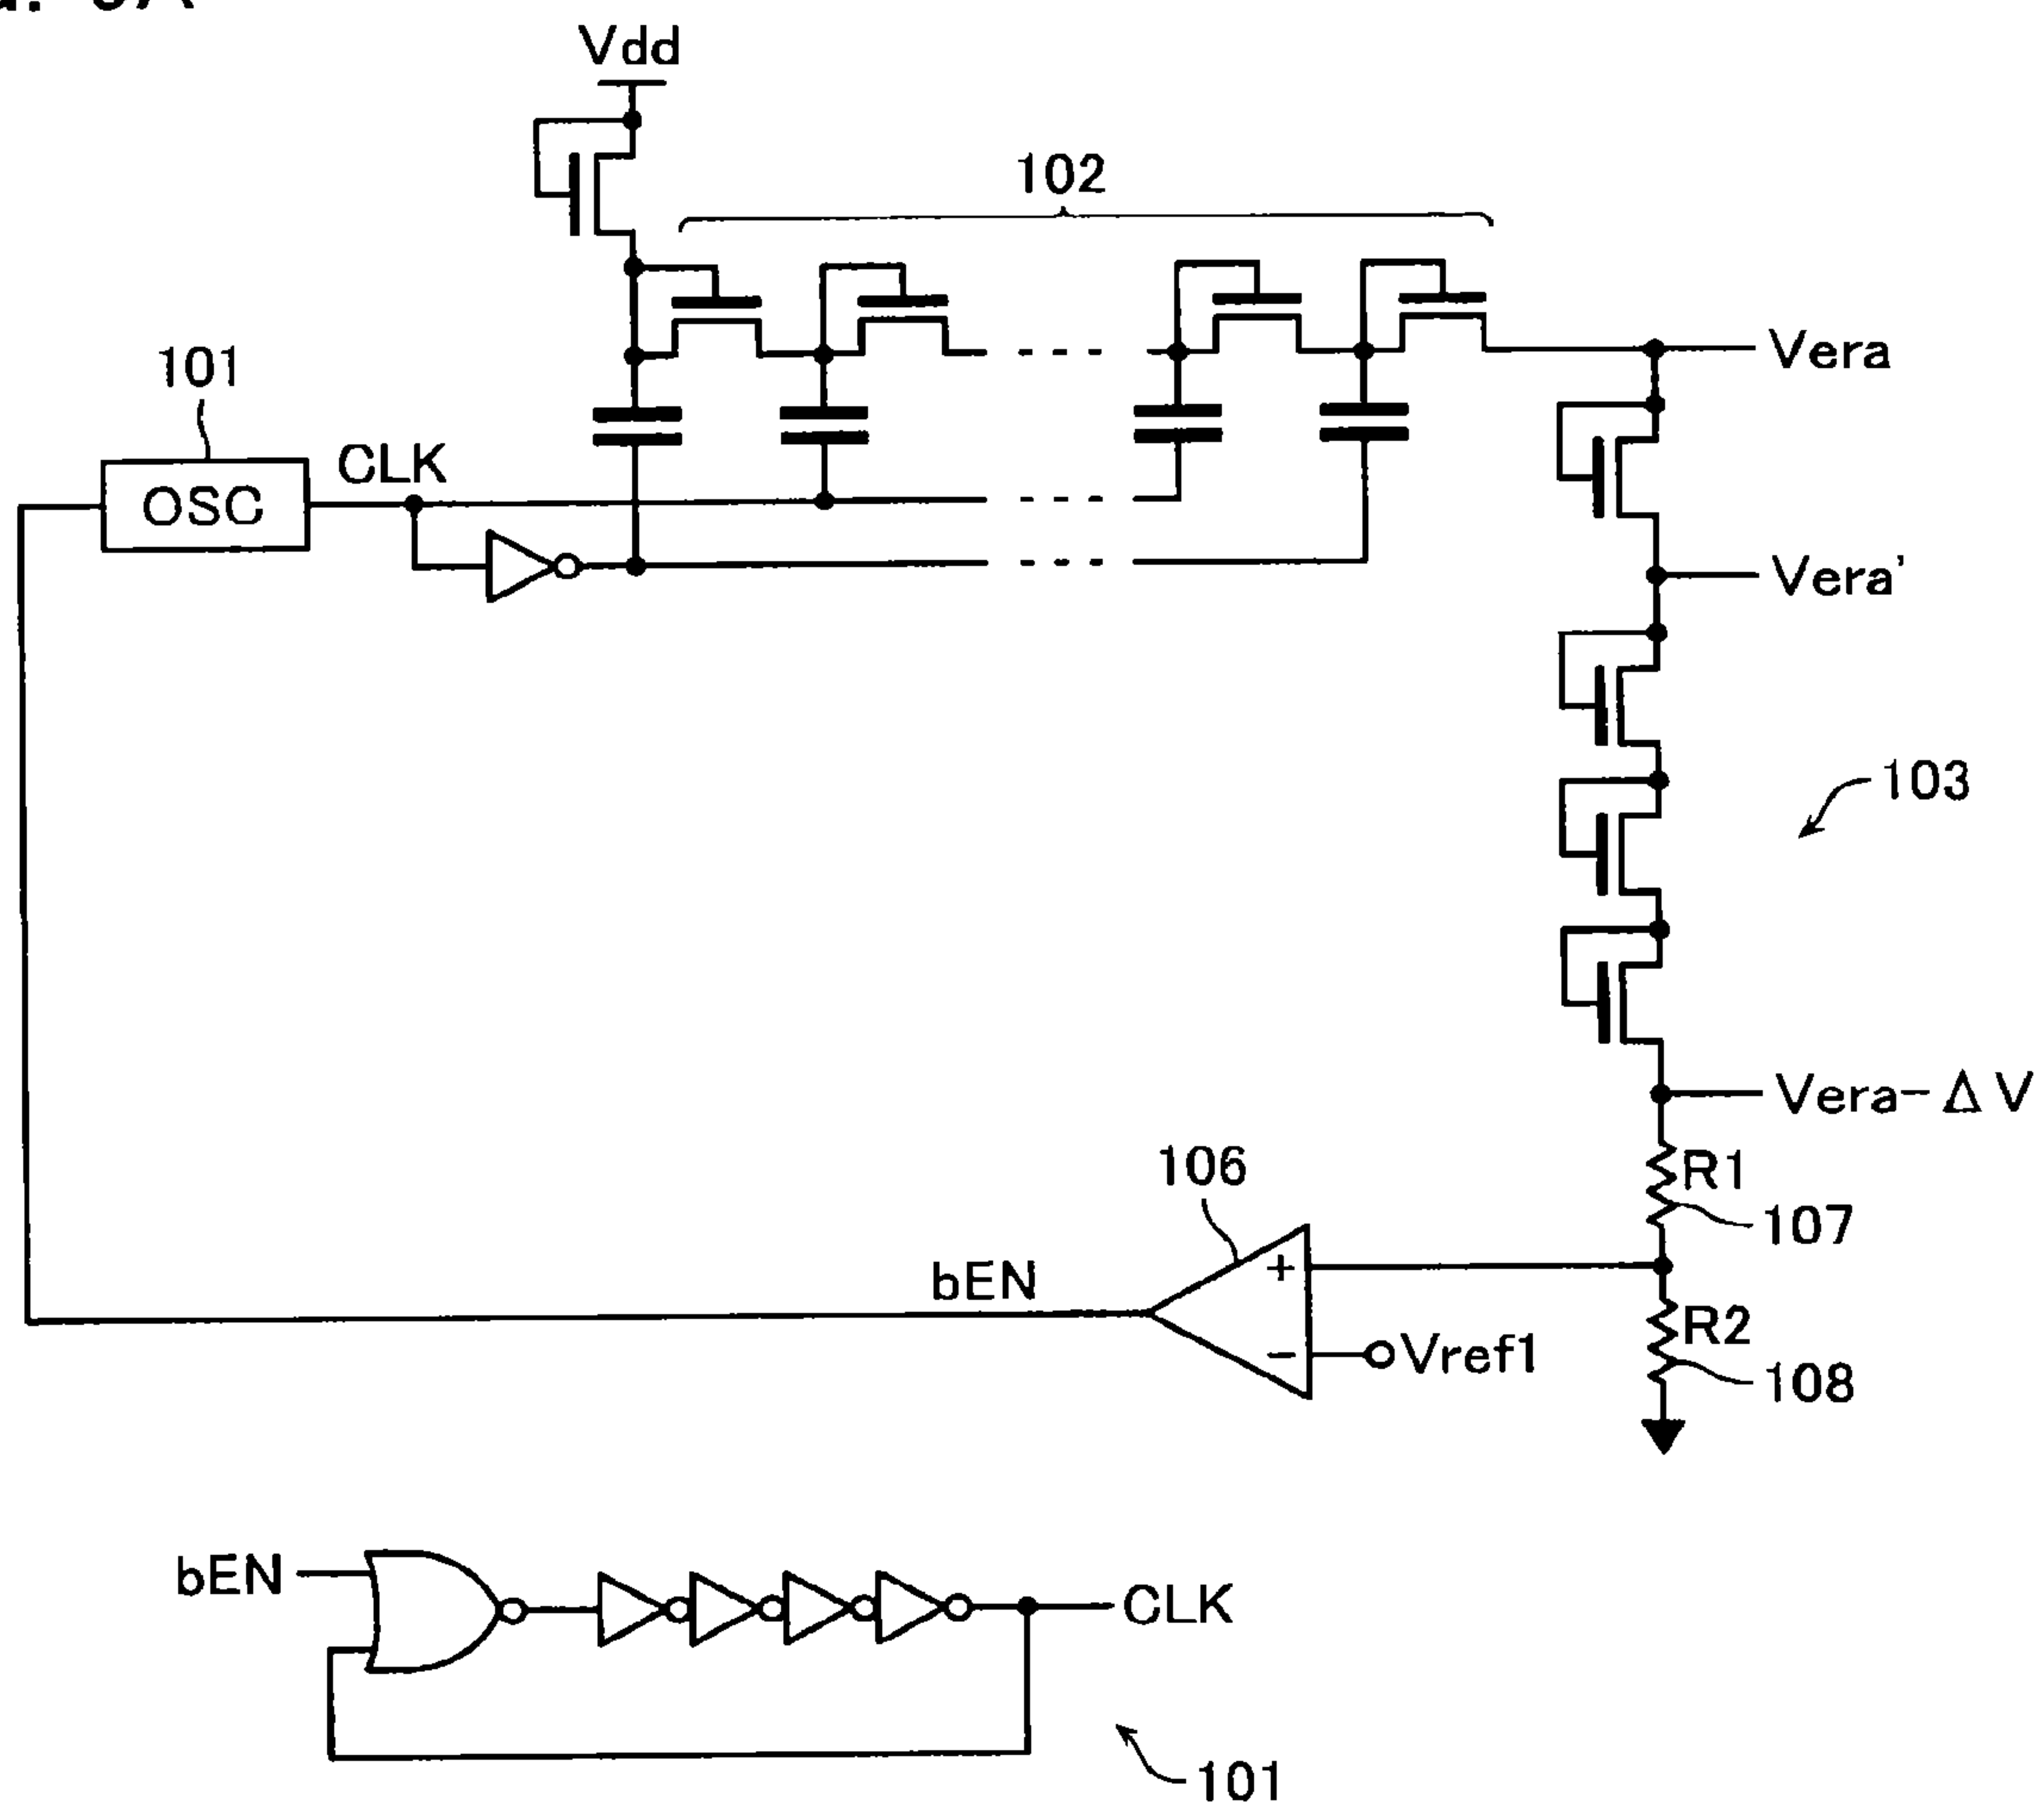 Vdd
102
101
CLK
OSC
Vera
Vera'
103
Vera-ΔV
R1
107
106
+
bEN
-
Vref1
R2
108
bEN
CLK
101